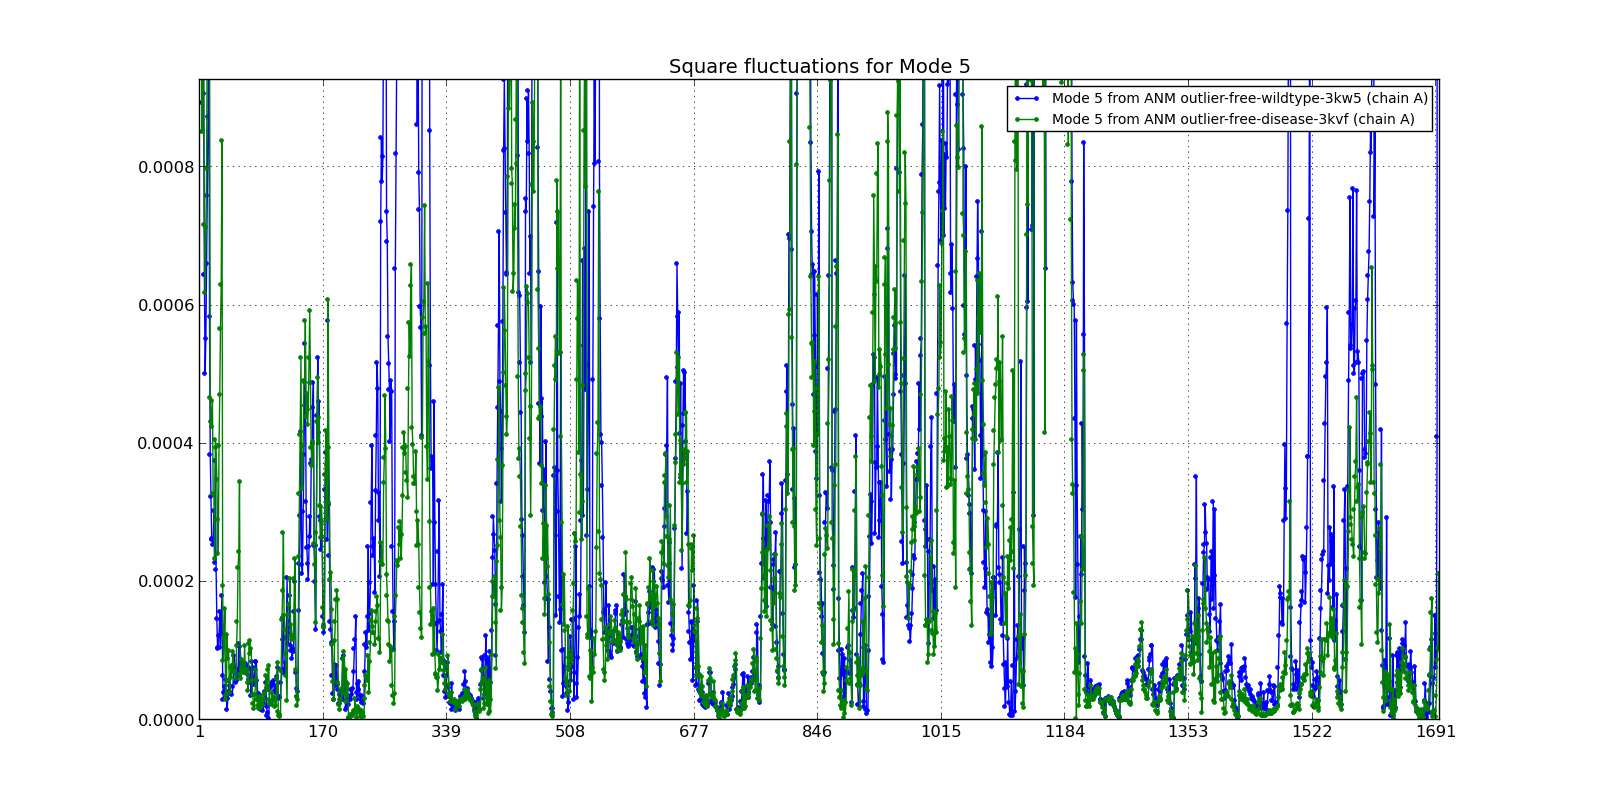 Square fluctuations for Mode 5
Mode 5 from ANM outlier-free-wildtype-3kw5 (chain A)
Mode 5 from ANM outlier-free-disease-3kvf (chain A)
0.0008
0.0006
0.0004
0.0002
0.0000
1 170 339 508 677 846 1015 1184 1353 1522 1691